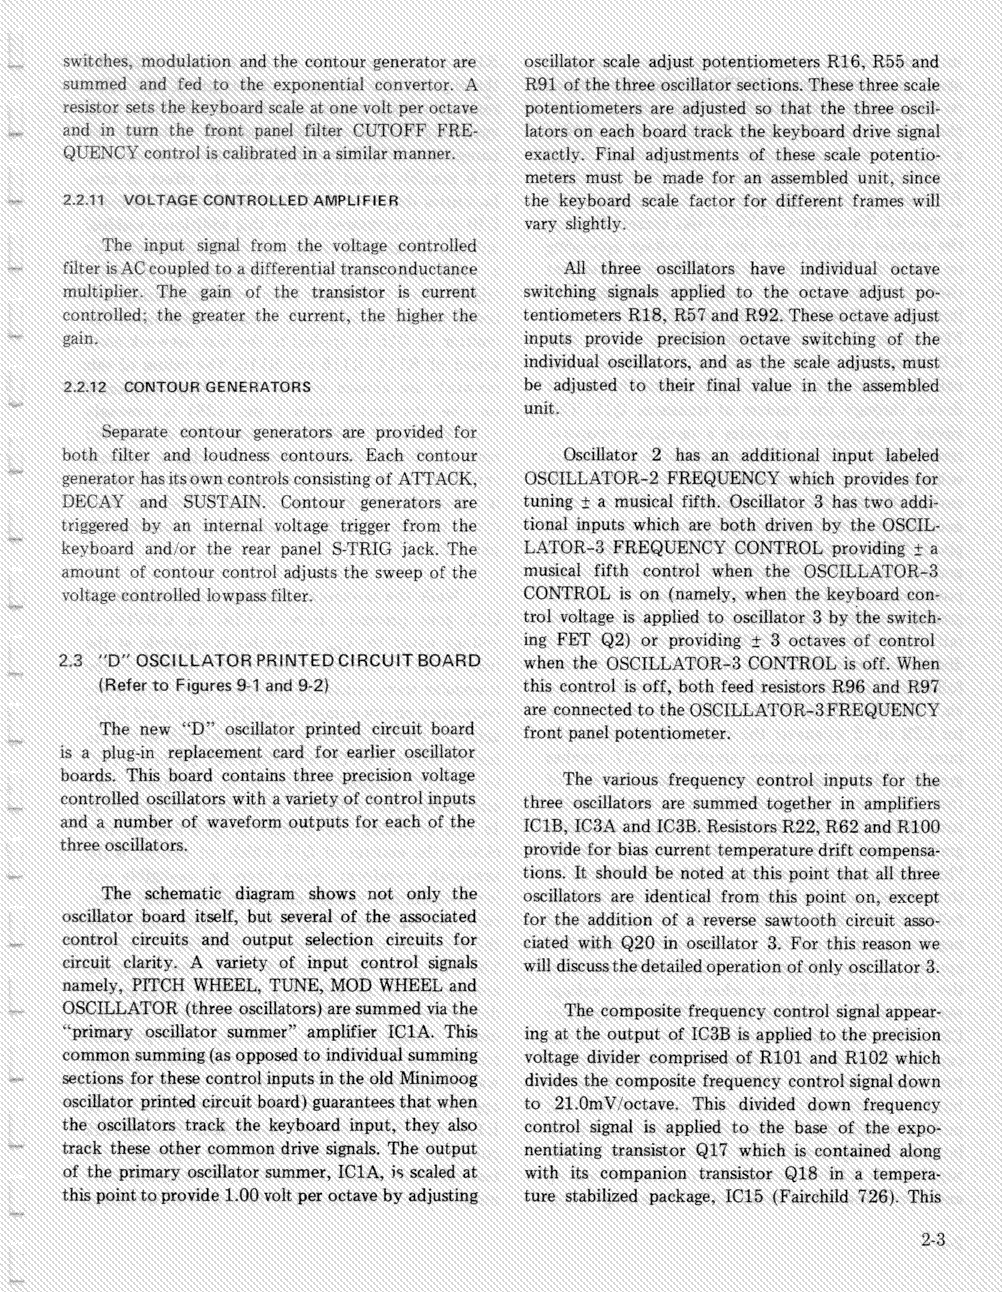 switches, modulation and the contour generator are
summed and fed to the exponential convertor. A
resistor sets the keyboard scale at one volt per octave
and in turn the front panel filter CUTOFF FRE-
QUENCY control is calibrated in a similar manner.
2.2.11 VOLTAGE CONTROLLED AMPLIFIER
The input signal from the voltage controlled
filter is AC coupled to a differential transconductance
multiplier. The gain of the transistor is current
controlled; the greater the current, the higher the
gain.
2.2.12 CONTOUR GENERATORS
Separate contour generators are provided for
both filter and loudness contours. Each contour
generator has its own controls consisting of ATTACK,
DECAY and SUSTAIN. Contour generators are
triggered by an internal voltage trigger from the
keyboard and/or the rear panel S-TRIG jack. The
amount of contour control adjusts the sweep of the
voltage controlled lowpass filter.
2.3 "D" OSCILLATOR PRINTED CIRCUIT BOARD
(Refer to Figures 9-1 and 9-2)
The new "D" oscillator printed circuit board
is a plug-in replacement card for earlier oscillator
boards. This board contains three precision voltage
controlled oscillators with a variety of control inputs
and a number of waveform outputs for each of the
three oscillators.
The schematic diagram shows not only the
oscillator board itself, but several of the associated
control circuits and output selection circuits for
circuit clarity. A variety of input control signals
namely, PITCH WHEEL, TUNE, MOD WHEEL and
OSCILLATOR (three oscillators) are summed via the
"primary oscillator summer" amplifier IC1A. This
common summing (as opposed to individual summing
sections for these control inputs in the old Minimoog
oscillator printed circuit board) guarantees that when
the oscillators track the keyboard input, they also
track these other common drive signals. The output
of the primary oscillator summer, IC1A, is scaled at
this point to provide 1.00 volt per octave by adjusting
oscillator scale adjust potentiometers R16, R55 and
R91 of the three oscillator sections. These three scale
potentiometers are adjusted so that the three oscil-
lators on each board track the keyboard drive signal
exactly. Final adjustments of these scale potentio-
meters must be made for an assembled unit, since
the keyboard scale factor for different frames will
vary slightly.
All three oscillators have individual octave
switching signals applied to the octave adjust po-
tentiometers R18, R57 and R92. These octave adjust
inputs provide precision octave switching of the
individual oscillators, and as the scale adjusts, must
be adjusted to their final value in the assembled
unit.
Oscillator 2 has an additional input labeled
OSCILLATOR-2 FREQUENCY which provides for
tuning ± a musical fifth. Oscillator 3 has two addi-
tional inputs which are both driven by the OSCIL-
LATOR-3 FREQUENCY CONTROL providing ± a
musical fifth control when the OSCILLATOR-3
CONTROL is on (namely, when the keyboard con-
trol voltage is applied to oscillator 3 by the switch-
ing FET Q2) or providing ± 3 octaves of control
when the OSCILLATOR-3 CONTROL is off. When
this control is off, both feed resistors R96 and R97
are connected to the OSCILLATOR-3 FREQUENCY
front panel potentiometer.
The various frequency control inputs for the
three oscillators are summed together in amplifiers
IC1B, IC3A and IC3B. Resistors R22, R62 and R100
provide for bias current temperature drift compensa-
tions. It should be noted at this point that all three
oscillators are identical from this point on, except
for the addition of a reverse sawtooth circuit asso-
ciated with Q20 in oscillator 3. For this reason we
will discuss the detailed operation of only oscillator 3.
The composite frequency control signal appear-
ing at the output of IC3B is applied to the precision
voltage divider comprised of R101 and R102 which
divides the composite frequency control signal down
to 21.0mV/octave. This divided down frequency
control signal is applied to the base of the expo-
nentiating transistor Q17 which is contained along
with its companion transistor Q18 in a tempera-
ture stabilized package, IC15 (Fairchild 726). This
2-3